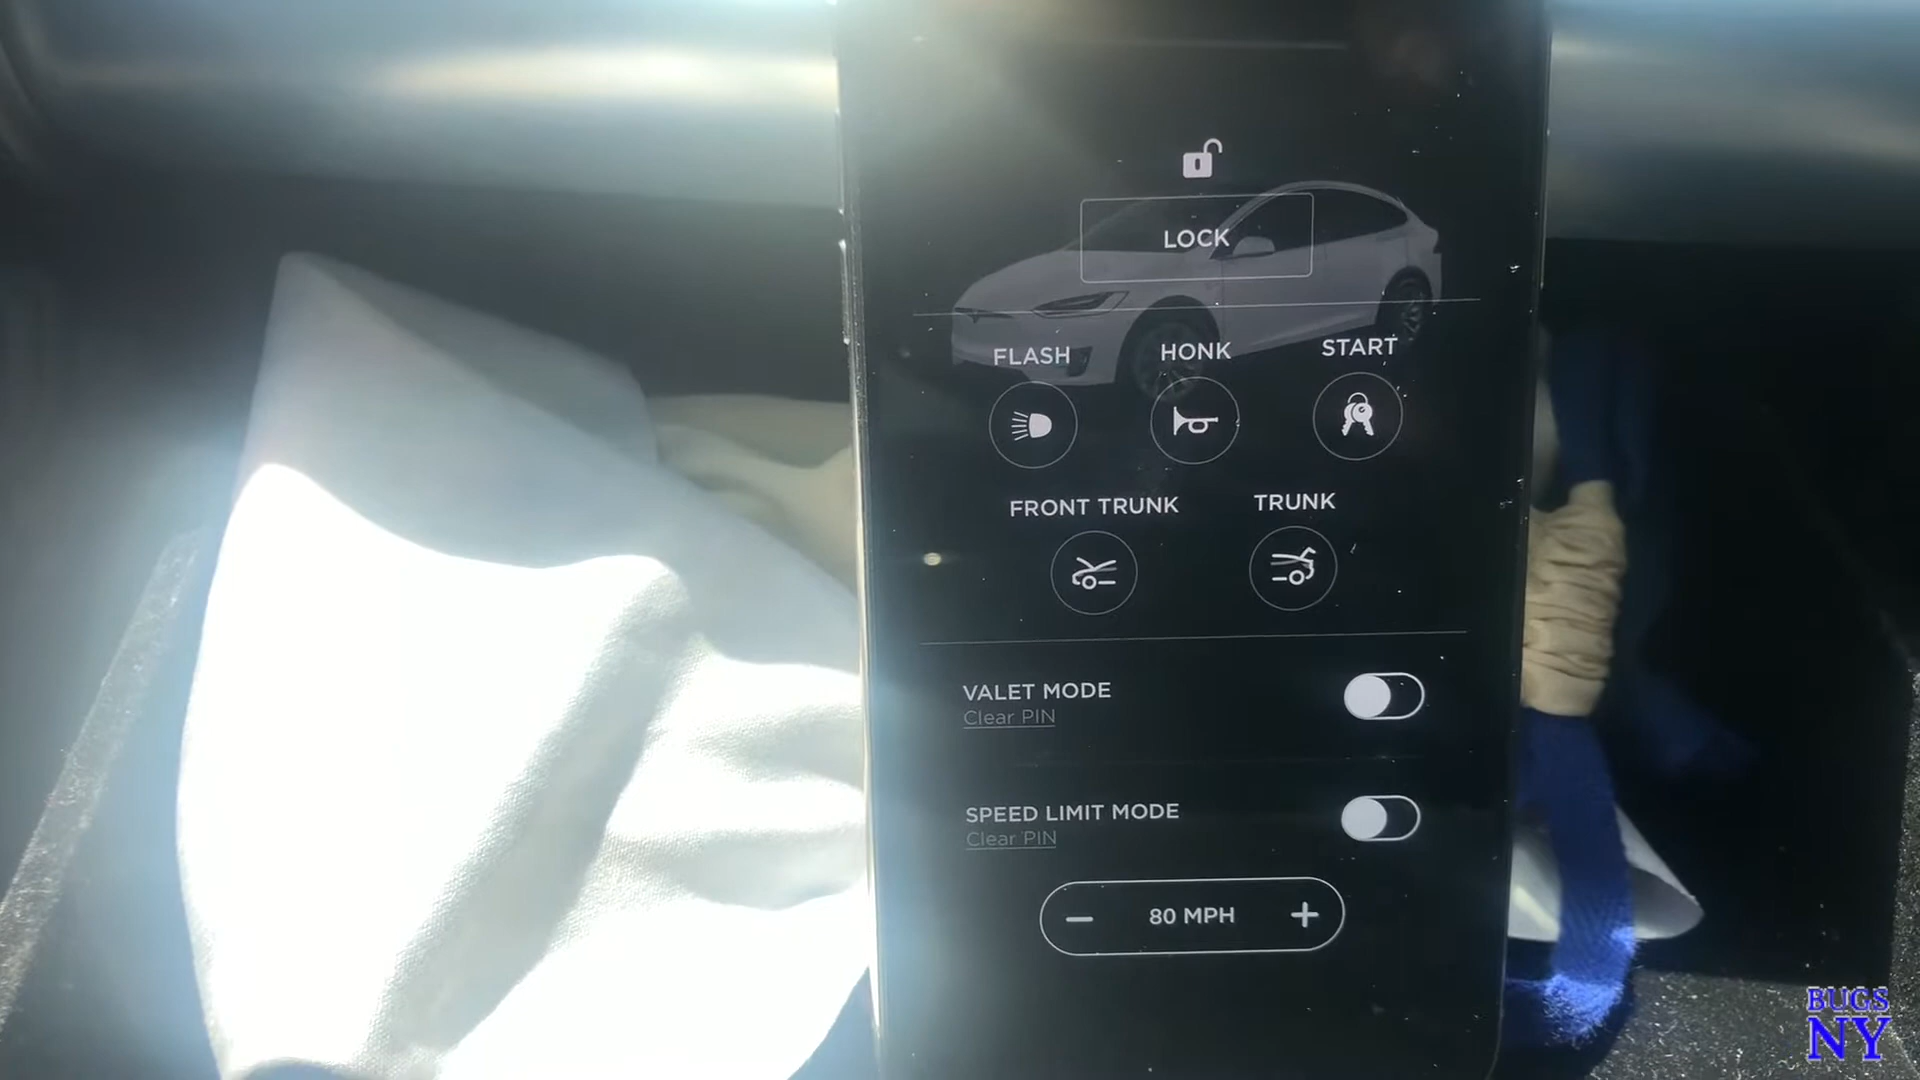 LOCK
FLASH
HONK
START
FRONT TRUNK
TRUNK
VALET MODE
Clear PIN
SPEED LIMIT MODE
Clear PIN
80 MPH
BUGS
NY